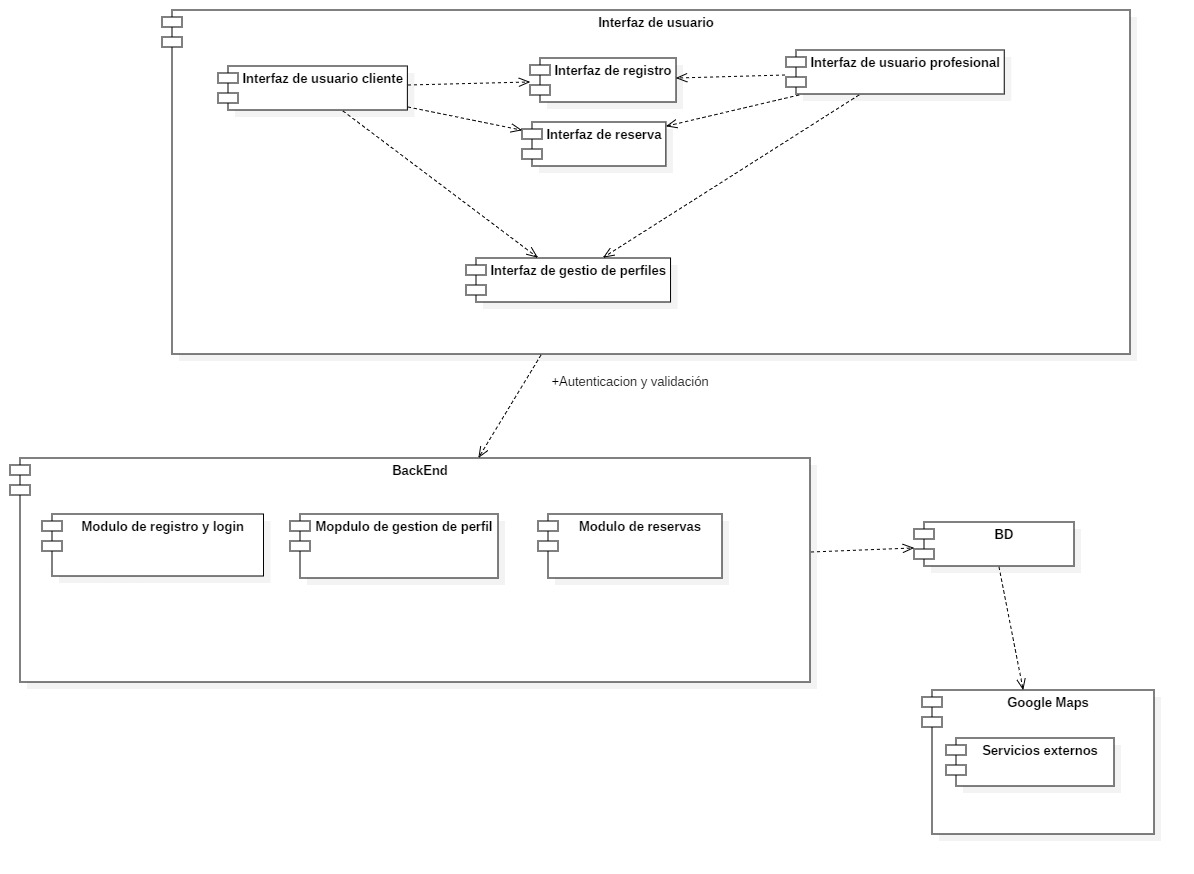 Interfaz de usuario
Interfaz de usuario cliente
Interfaz de registro
Interfaz de usuario profesional
Interfaz de reserva
Interfaz de gestio de perfiles
+Autenticacion y validación
BackEnd
Modulo de registro y login
Mopdulo de gestion de perfil
Modulo de reservas
BD
Google Maps
Servicios externos